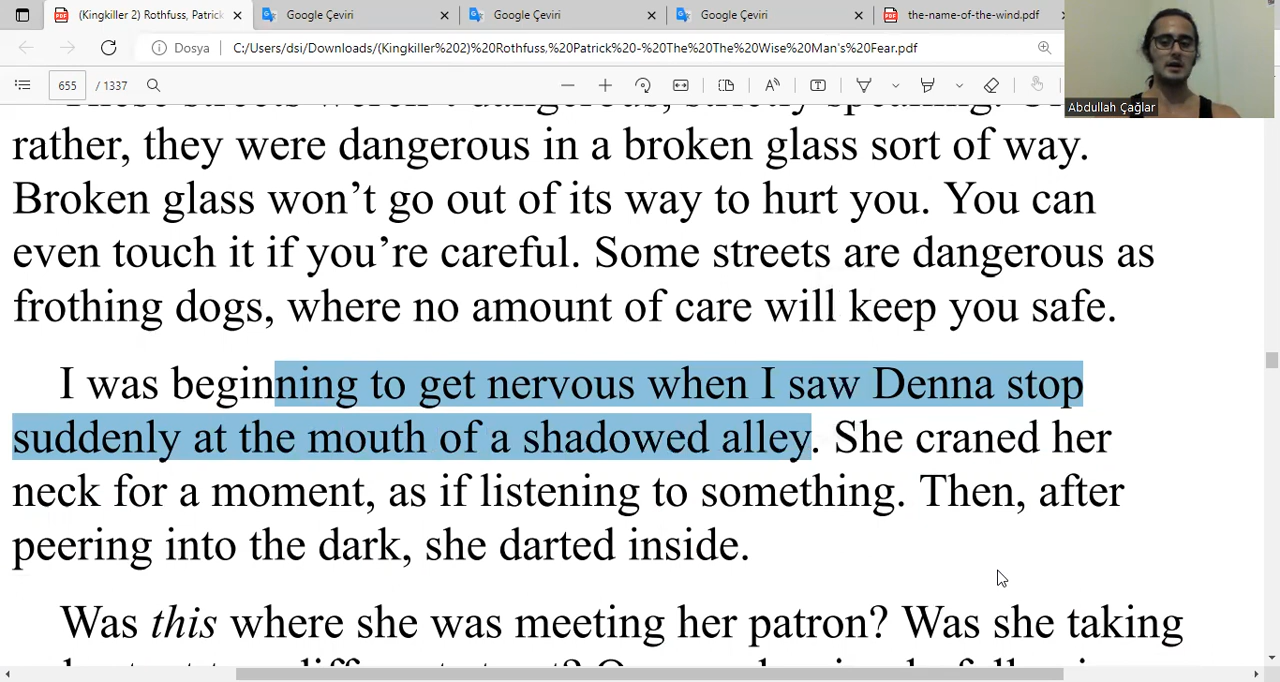 (Kingkiller 2) Rothfuss, Patrick
Google Çeviri
Google Çeviri
Google Çeviri
the-name-of-the-wind.pdf
Dosya
C:/Users/dsi/Downloads/(Kingkiller%202)%20Rothfuss,%20Patrick%20-%20The%20The%20Wise%20Man's%20Fear.pdf
655 / 1337
Abdullah Çağlar
rather, they were dangerous in a broken glass sort of way.
Broken glass won’t go out of its way to hurt you. You can
even touch it if you’re careful. Some streets are dangerous as
frothing dogs, where no amount of care will keep you safe.
I was beginning to get nervous when I saw Denna stop
suddenly at the mouth of a shadowed alley. She craned her
neck for a moment, as if listening to something. Then, after
peering into the dark, she darted inside.
Was this where she was meeting her patron? Was she taking